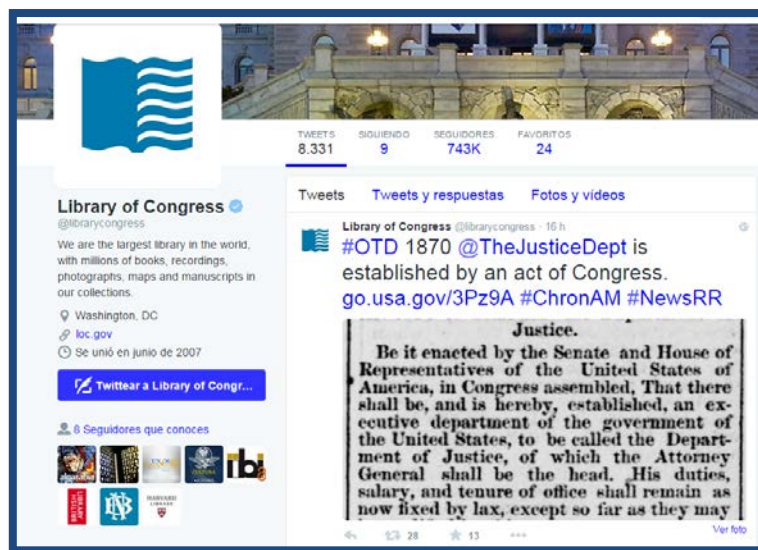 TWEETS SIGUIENDO SEGUIDORES FAVORITOS
8.331 9 743K 24
Library of Congress
@librarycongress
We are the largest library in the world,
with millions of books, recordings,
photographs, maps and manuscripts in
our collections.
Washington, DC
loc.gov
Se unió en junio de 2007
Twittear a Library of Congr...
8 Seguidores que conoces
algarabía
HARVARD
LIBRARY
Tweets Tweets y respuestas Fotos y vídeos
Library of Congress @librarycongress · 16 h
#OTD 1870 @TheJusticeDept is
established by an act of Congress.
go.usa.gov/3Pz9A #ChronAM #NewsRR
Justice.
Be it enacted by the Senate and House of
Representatives of the United States of
America, in Congress assembled, That there
shall be, and is hereby, established, an ex-
ecutive department of the government of
the United States, to be called the Depart-
ment of Justice, of which the Attorney
General shall be the head. His duties,
salary, and tenure of office shall remain as
now fixed by lax, except so far as they may
28 13
Ver foto